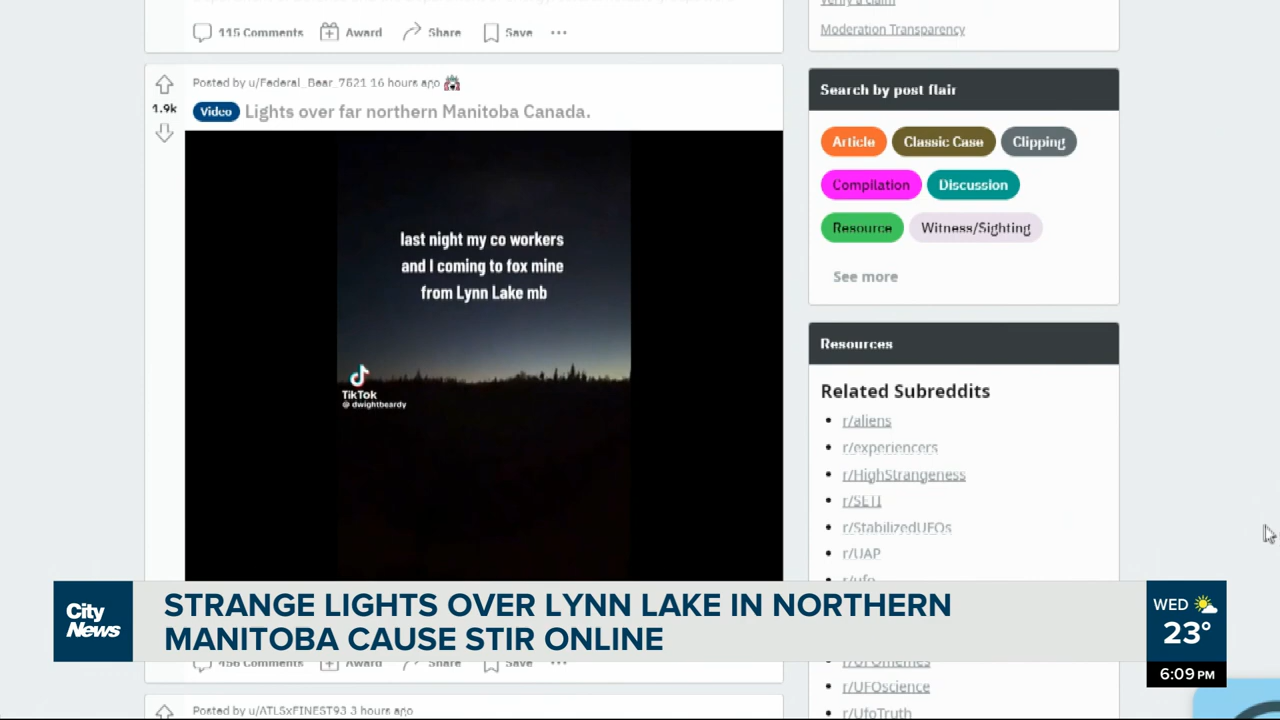 115 Comments Award Share Save
Verify a claim
Moderation Transparency
Posted by u/Federal_Bear_7621 16 hours ago
1.9k
Video Lights over far northern Manitoba Canada.
last night my co workers
and I coming to fox mine
from Lynn Lake mb
TikTok
@ dwightbeardy
Search by post flair
Article Classic Case Clipping
Compilation Discussion
Resource Witness/Sighting
See more
Resources
Related Subreddits
r/aliens
r/experiencers
r/HighStrangeness
r/SETI
r/StabilizedUFOs
r/UAP
r/ufo
City
News
STRANGE LIGHTS OVER LYNN LAKE IN NORTHERN
MANITOBA CAUSE STIR ONLINE
WED
23°
6:09 PM
456 Comments Award Share Save
r/UFOmemes
r/UFOscience
r/UfoTruth
Posted by u/ATLSxFINEST93 3 hours ago